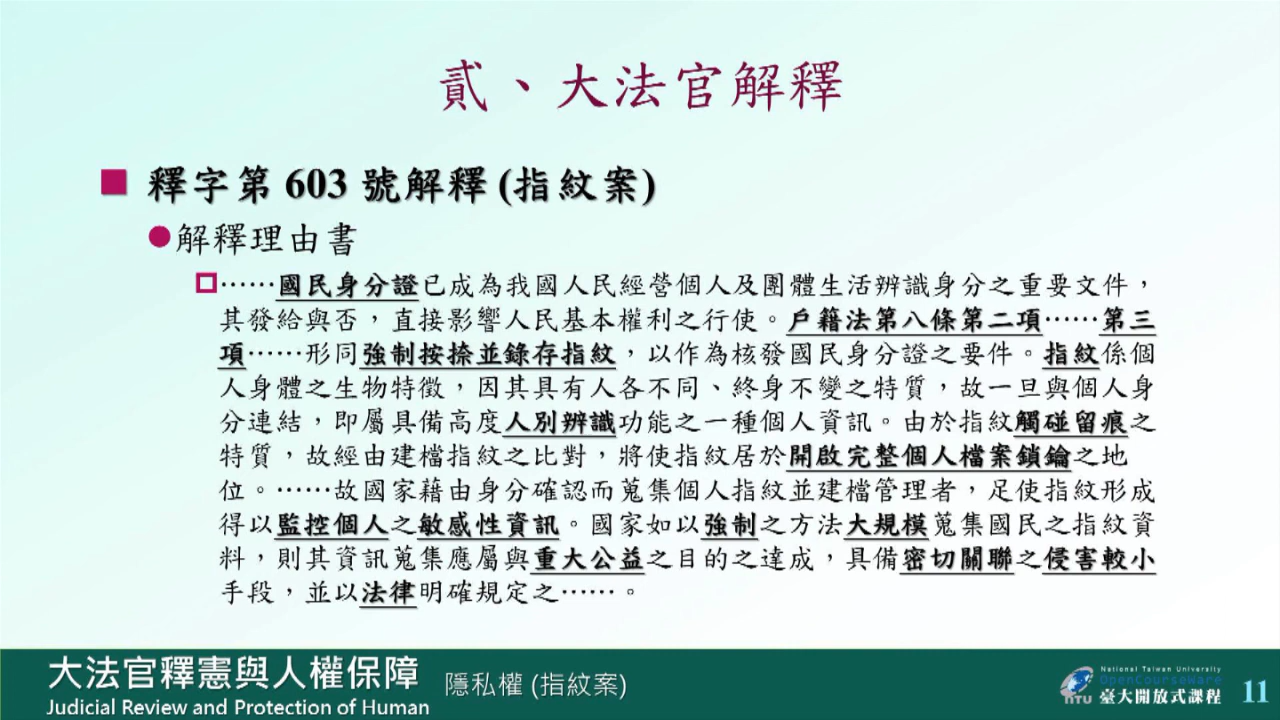 貳、大法官解釋
釋字第 603 號解釋 (指紋案)
解釋理由書
……國民身分證已成為我國人民經營個人及團體生活辨識身分之重要文件，
其發給與否，直接影響人民基本權利之行使。戶籍法第八條第二項……第三
項……形同強制按捺並錄存指紋，以作為核發國民身分證之要件。指紋係個
人身體之生物特徵，因其具有人各不同、終身不變之特質，故一旦與個人身
分連結，即屬具備高度人別辨識功能之一種個人資訊。由於指紋觸碰留痕之
特質，故經由建檔指紋之比對，將使指紋居於開啟完整個人檔案鎖鑰之地
位。……故國家藉由身分確認而蒐集個人指紋並建檔管理者，足使指紋形成
得以監控個人之敏感性資訊。國家如以強制之方法大規模蒐集國民之指紋資
料，則其資訊蒐集應屬與重大公益之目的之達成，具備密切關聯之侵害較小
手段，並以法律明確規定之……。
大法官釋憲與人權保障
Judicial Review and Protection of Human
隱私權 (指紋案)
National Taiwan University
OpenCourseWare
NTU 臺大開放式課程
11